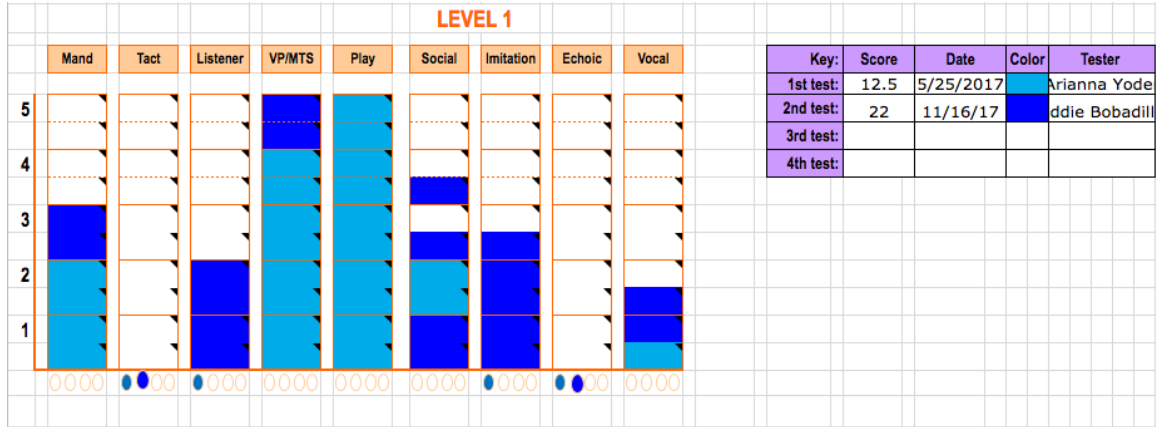 LEVEL 1
Mand Tact Listener VP/MTS Play Social Imitation Echoic Vocal
Key: Score Date Color Tester
1st test: 12.5 5/25/2017 Arianna Yode
2nd test: 22 11/16/17 ddie Bobadill
3rd test:
4th test:
5
4
3
2
1